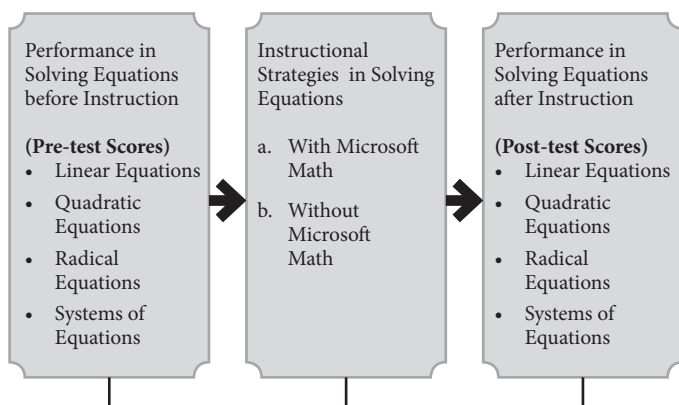 Performance in
Solving Equations
before Instruction
(Pre-test Scores)
• Linear Equations
• Quadratic
Equations
• Radical
Equations
• Systems of
Equations
Instructional
Strategies in Solving
Equations
a. With Microsoft
Math
b. Without
Microsoft
Math
Performance in
Solving Equations
after Instruction
(Post-test Scores)
• Linear Equations
• Quadratic
Equations
• Radical
Equations
• Systems of
Equations